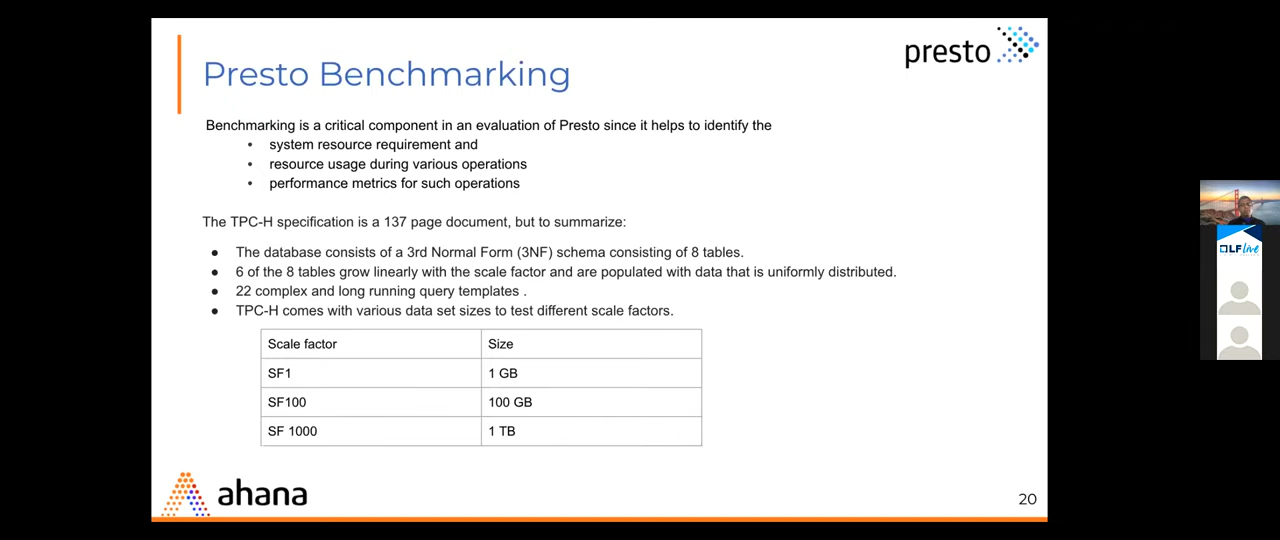 presto
Presto Benchmarking
Benchmarking is a critical component in an evaluation of Presto since it helps to identify the
• system resource requirement and
• resource usage during various operations
• performance metrics for such operations
The TPC-H specification is a 137 page document, but to summarize:
● The database consists of a 3rd Normal Form (3NF) schema consisting of 8 tables.
● 6 of the 8 tables grow linearly with the scale factor and are populated with data that is uniformly distributed.
● 22 complex and long running query templates .
● TPC-H comes with various data set sizes to test different scale factors.
Scale factor Size
SF1 1 GB
SF100 100 GB
SF 1000 1 TB
ahana
20
LF Live